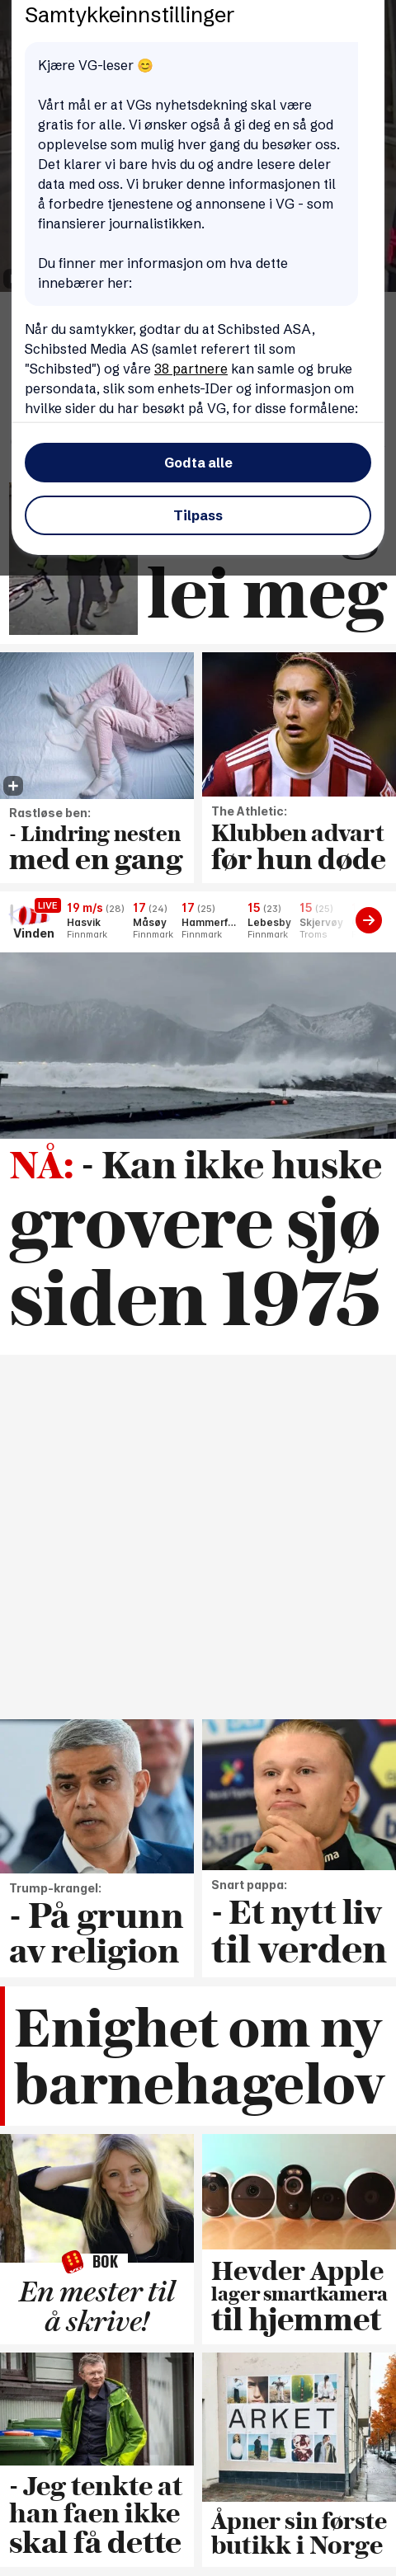 Samtykkeinnstillinger
Kjære VG-leser 😊
Vårt mål er at VGs nyhetsdekning skal være
gratis for alle. Vi ønsker også å gi deg en så god
opplevelse som mulig hver gang du besøker oss.
Det klarer vi bare hvis du og andre lesere deler
data med oss. Vi bruker denne informasjonen til
å forbedre tjenestene og annonsene i VG - som
finansierer journalistikken.
Du finner mer informasjon om hva dette
innebærer her:
Når du samtykker, godtar du at Schibsted ASA,
Schibsted Media AS (samlet referert til som
"Schibsted") og våre 38 partnere kan samle og bruke
persondata, slik som enhets-IDer og informasjon om
hvilke sider du har besøkt på VG, for disse formålene:
Godta alle
Tilpass
lei meg
Rastløse ben:
- Lindring nesten
med en gang
The Athletic:
Klubben advart
før hun døde
LIVE
Vinden
19 m/s (28)
Hasvik
Finnmark
17 (24)
Måsøy
Finnmark
17 (25)
Hammerf...
Finnmark
15 (23)
Lebesby
Finnmark
15 (25)
Skjervøy
Troms
NÅ: - Kan ikke huske
grovere sjø
siden 1975
Trump-krangel:
- På grunn
av religion
Snart pappa:
- Et nytt liv
til verden
Enighet om ny
barnehagelov
BOK
En mester til
å skrive!
Hevder Apple
lager smartkamera
til hjemmet
- Jeg tenkte at
han faen ikke
skal få dette
ARKET
Åpner sin første
butikk i Norge